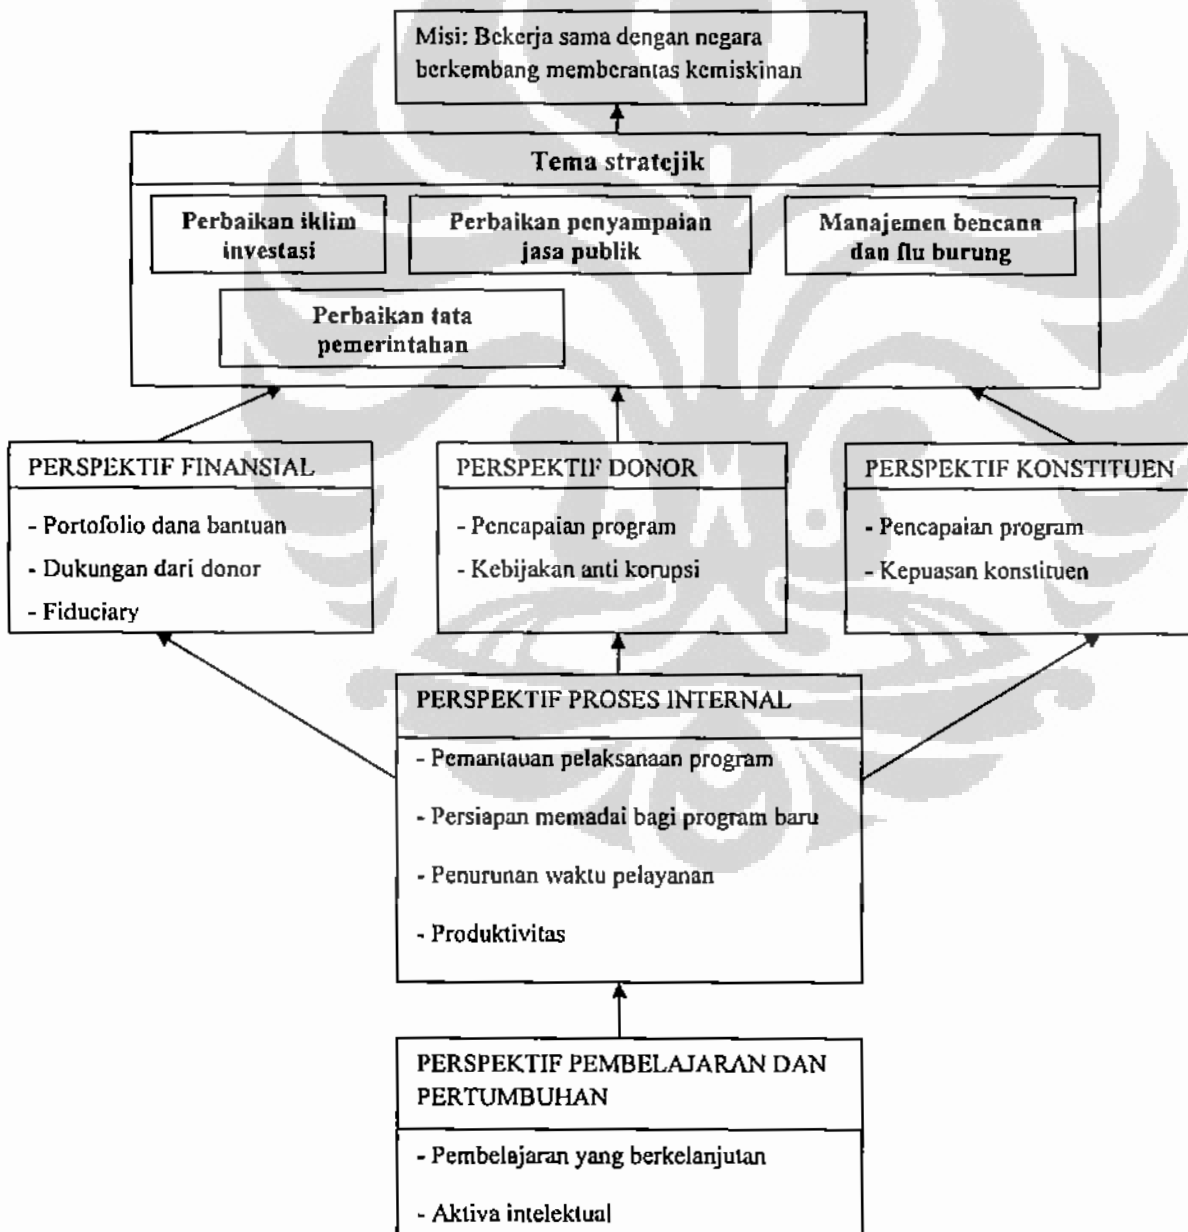 Misi: Bekerja sama dengan negara
berkembang memberantas kemiskinan
Tema stratejik
Perbaikan iklim
investasi
Perbaikan penyampaian
jasa publik
Manajemen bencana
dan flu burung
Perbaikan tata
pemerintahan
PERSPEKTIF FINANSIAL
- Portofolio dana bantuan
- Dukungan dari donor
- Fiduciary
PERSPEKTIF DONOR
- Pencapaian program
- Kebijakan anti korupsi
PERSPEKTIF KONSTITUEN
- Pencapaian program
- Kepuasan konstituen
PERSPEKTIF PROSES INTERNAL
- Pemantauan pelaksanaan program
- Persiapan memadai bagi program baru
- Penurunan waktu pelayanan
- Produktivitas
PERSPEKTIF PEMBELAJARAN DAN
PERTUMBUHAN
- Pembelajaran yang berkelanjutan
- Aktiva intelektual